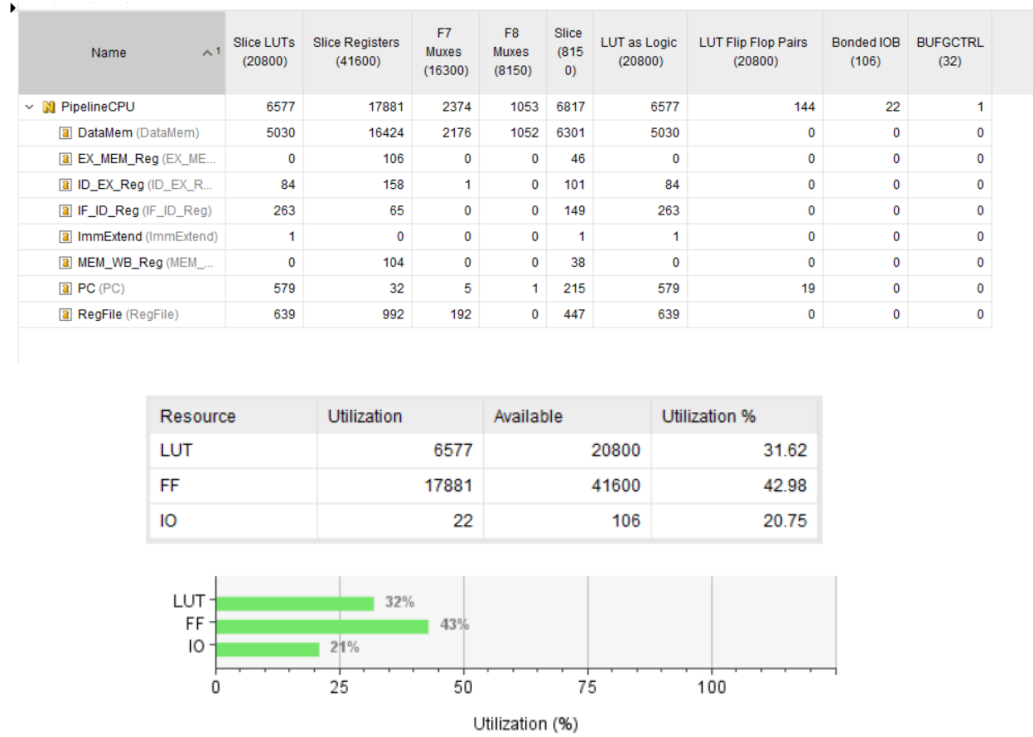 Name 1 Slice LUTs (20800) Slice Registers (41600) F7 Muxes (16300) F8 Muxes (8150) Slice (815 0) LUT as Logic (20800) LUT Flip Flop Pairs (20800) Bonded IOB (106) BUFGCTRL (32)
N PipelineCPU 6577 17881 2374 1053 6817 6577 144 22 1
DataMem (DataMem) 5030 16424 2176 1052 6301 5030 0 0 0
EX_MEM_Reg (EX_ME... 0 106 0 0 46 0 0 0 0
ID_EX_Reg (ID_EX_R... 84 158 1 0 101 84 0 0 0
IF_ID_Reg (IF_ID_Reg) 263 65 0 0 149 263 0 0 0
ImmExtend (ImmExtend) 1 0 0 0 1 1 0 0 0
MEM_WB_Reg (MEM_... 0 104 0 0 38 0 0 0 0
PC (PC) 579 32 5 1 215 579 19 0 0
RegFile (RegFile) 639 992 192 0 447 639 0 0 0
Resource Utilization Available Utilization %
LUT 6577 20800 31.62
FF 17881 41600 42.98
IO 22 106 20.75
LUT 32%
FF 43%
IO 21%
0 25 50 75 100
Utilization (%)